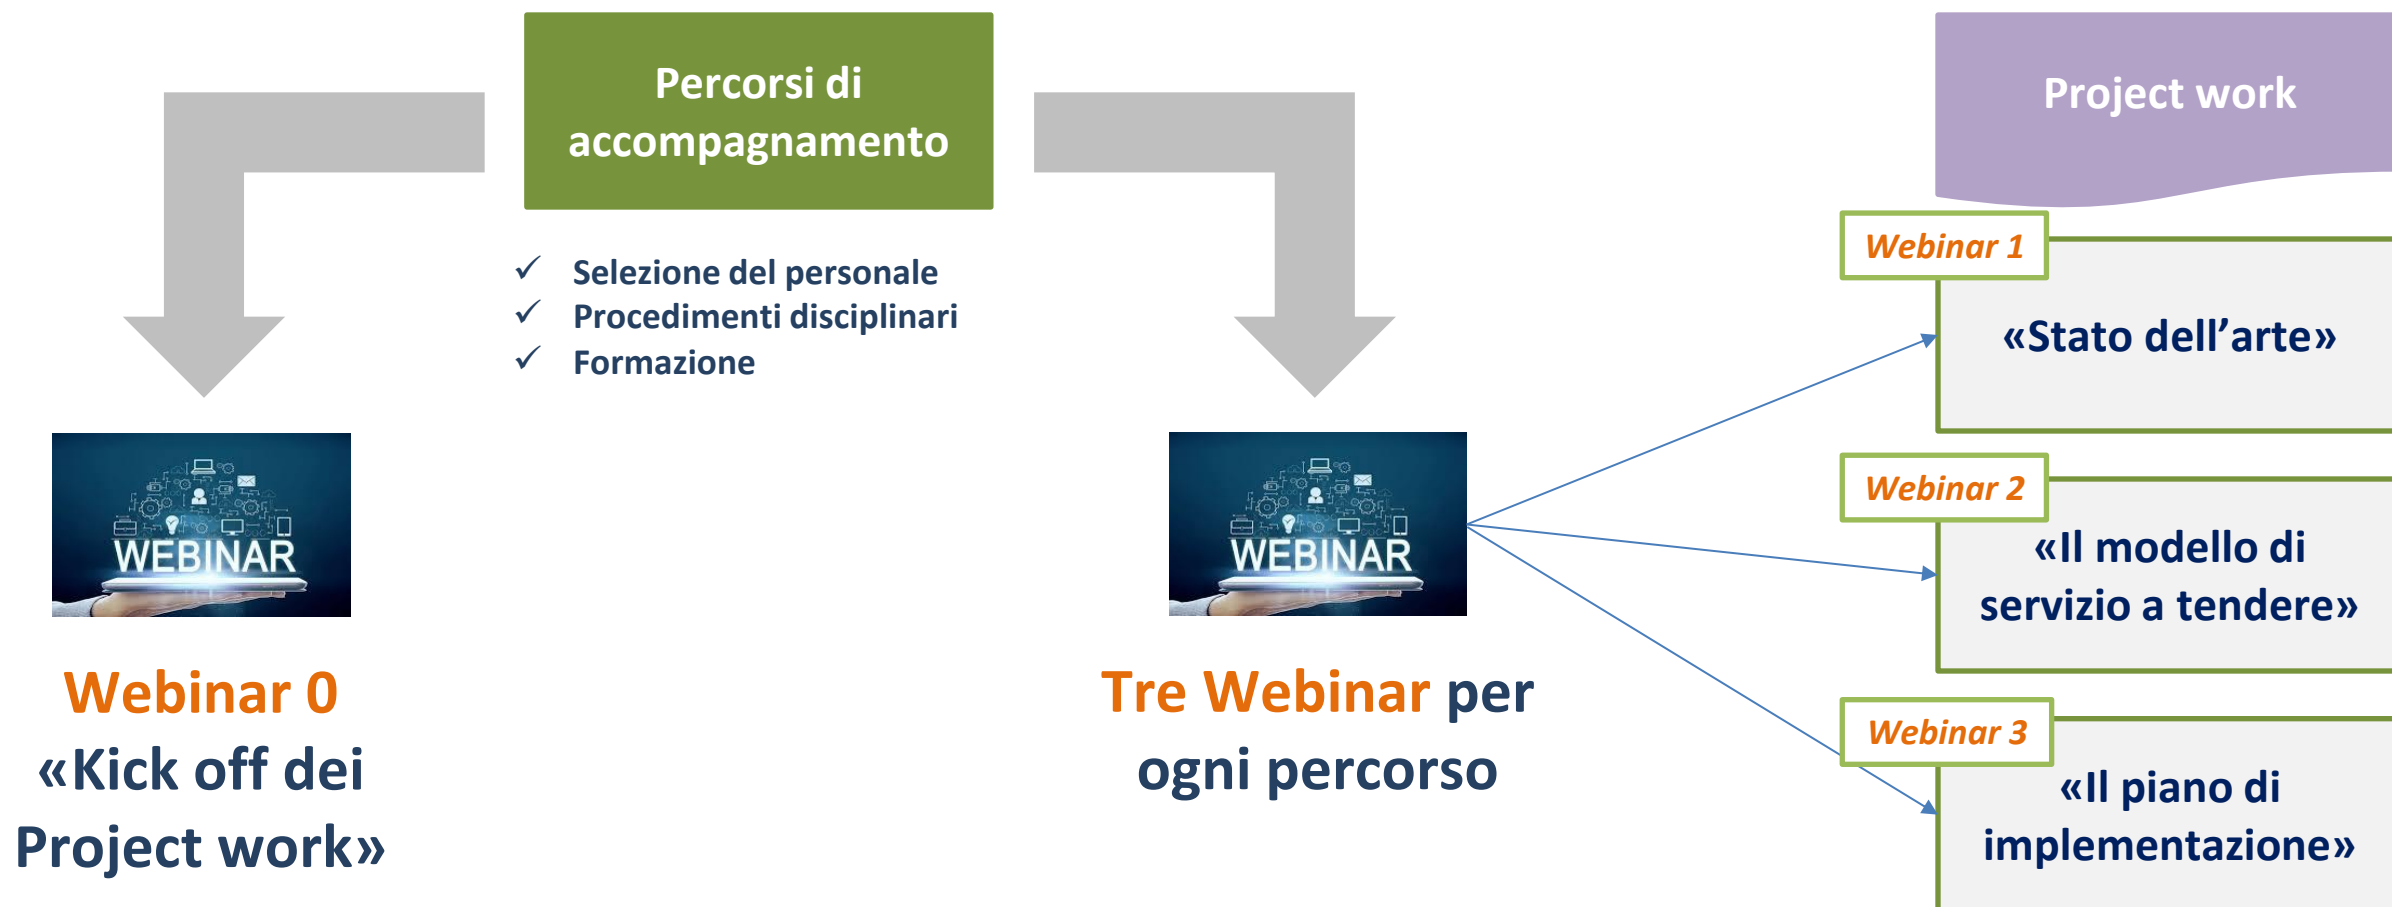 Percorsi di
accompagnamento
✓ Selezione del personale
✓ Procedimenti disciplinari
✓ Formazione
WEBINAR
Webinar 0
«Kick off dei
Project work»
WEBINAR
Tre Webinar per
ogni percorso
Project work
Webinar 1
«Stato dell’arte»
Webinar 2
«Il modello di
servizio a tendere»
Webinar 3
«Il piano di
implementazione»